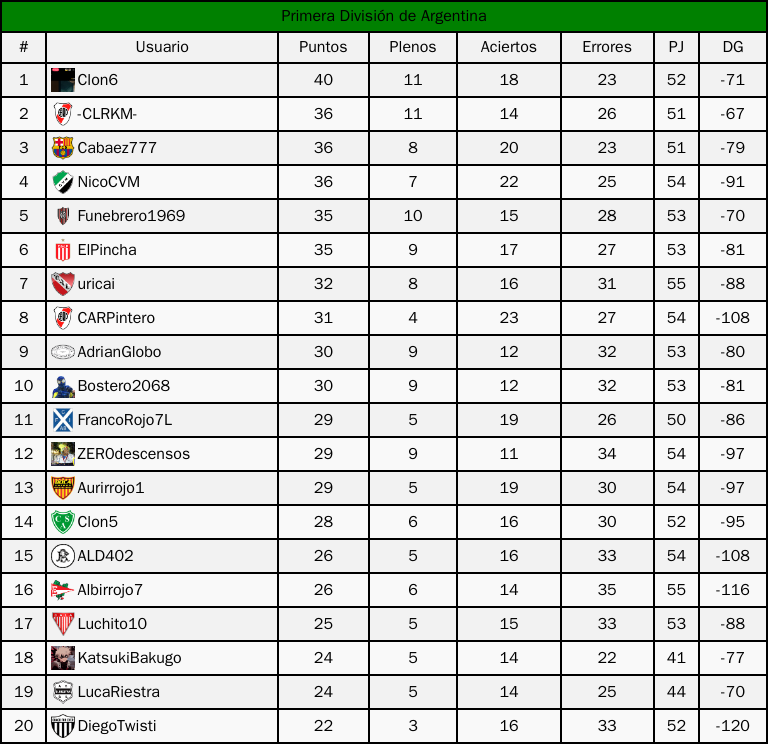 Primera División de Argentina
# Usuario Puntos Plenos Aciertos Errores PJ DG
1 Clon6 40 11 18 23 52 -71
2 -CLRKM- 36 11 14 26 51 -67
3 Cabaez777 36 8 20 23 51 -79
4 NicoCVM 36 7 22 25 54 -91
5 Funebrero1969 35 10 15 28 53 -70
6 ElPincha 35 9 17 27 53 -81
7 uricai 32 8 16 31 55 -88
8 CARPintero 31 4 23 27 54 -108
9 AdrianGlobo 30 9 12 32 53 -80
10 Bostero2068 30 9 12 32 53 -81
11 FrancoRojo7L 29 5 19 26 50 -86
12 ZER0descensos 29 9 11 34 54 -97
13 Aurirrojo1 29 5 19 30 54 -97
14 Clon5 28 6 16 30 52 -95
15 ALD402 26 5 16 33 54 -108
16 Albirrojo7 26 6 14 35 55 -116
17 Luchito10 25 5 15 33 53 -88
18 KatsukiBakugo 24 5 14 22 41 -77
19 LucaRiestra 24 5 14 25 44 -70
20 DiegoTwisti 22 3 16 33 52 -120